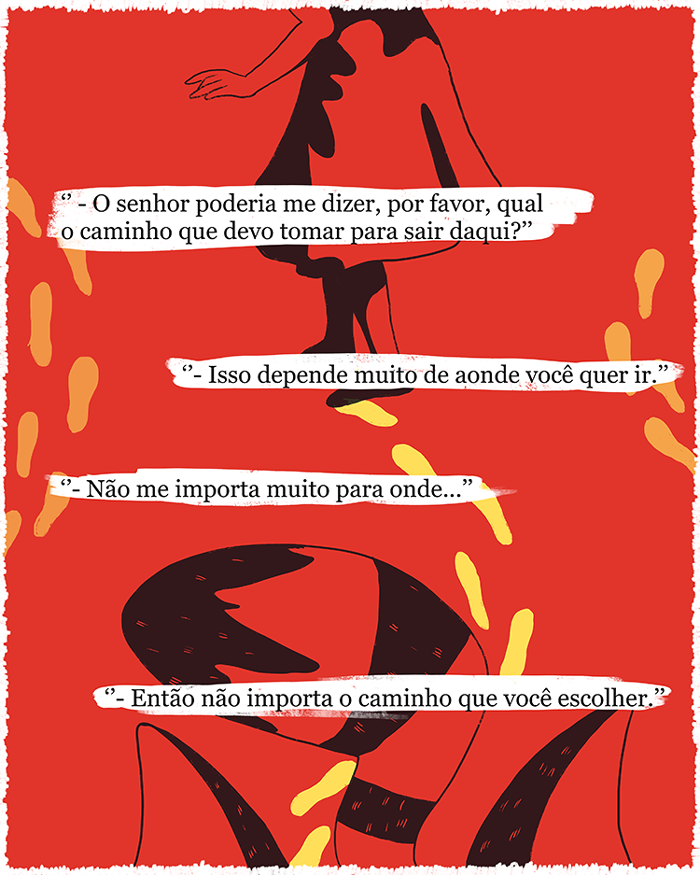 ‘’ - O senhor poderia me dizer, por favor, qual
o caminho que devo tomar para sair daqui?’’
‘’- Isso depende muito de aonde você quer ir.’’
‘’- Não me importa muito para onde...’’
‘’- Então não importa o caminho que você escolher.’’